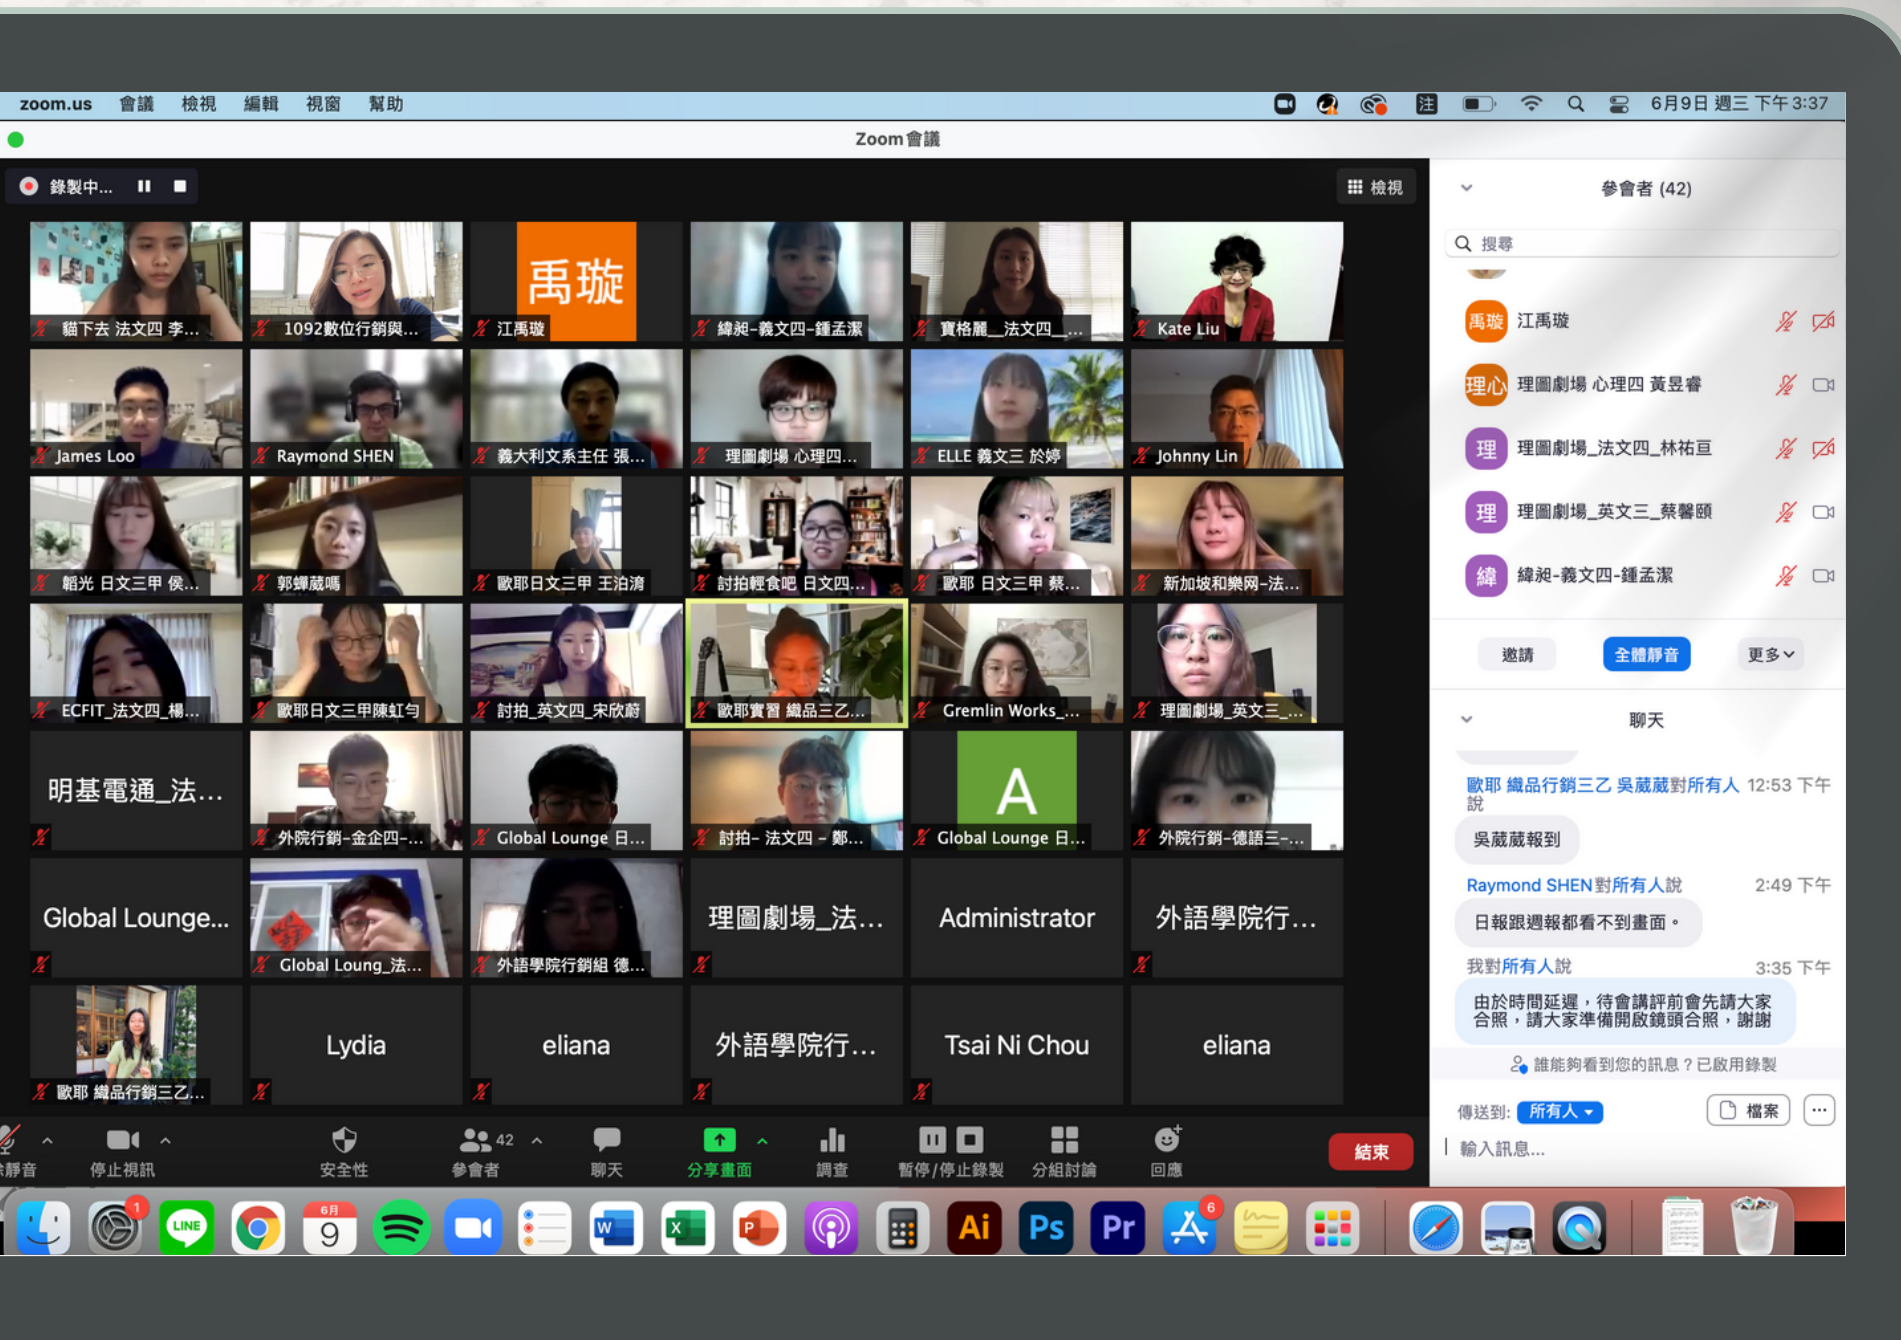 zoom.us 會議 檢視 編輯 視窗 幫助
注 6月9日 週三 下午3:37
Zoom 會議
錄製中...
檢視
禹璇
貓下去 法文四 李...
1092數位行銷與...
江禹璇
緯昶-義文四-鍾孟潔
寶格麗__法文四__...
Kate Liu
James Loo
Raymond SHEN
義大利文系主任 張...
理圖劇場 心理四...
ELLE 義文三 於婷
Johnny Lin
韜光 日文三甲 侯...
郭蟬葳嗎
歐耶日文三甲 王泊淯
討拍輕食吧 日文四...
歐耶 日文三甲 蔡...
新加坡和樂网-法...
ECFIT_法文四_楊...
歐耶日文三甲陳虹勻
討拍_英文四_宋欣蔚
歐耶實習 織品三乙...
Gremlin Works_...
理圖劇場_英文三_...
明基電通_法...
外院行銷-金企四-...
Global Lounge 日...
討拍- 法文四 - 鄭...
A
Global Lounge 日...
外院行銷-德語三-...
Global Lounge...
Global Loung_法...
外語學院行銷組 德...
理圖劇場_法...
Administrator
外語學院行...
歐耶 織品行銷三乙...
Lydia
eliana
外語學院行...
Tsai Ni Chou
eliana
靜音
停止視訊
安全性
42
參會者
聊天
分享畫面
調查
暫停/停止錄製
分組討論
回應
結束
參會者 (42)
搜尋
禹璇 江禹璇
理心 理圖劇場 心理四 黃昱睿
理 理圖劇場_法文四_林祐亘
理 理圖劇場_英文三_蔡馨頤
緯 緯昶-義文四-鍾孟潔
邀請 全體靜音 更多
聊天
歐耶 織品行銷三乙 吳葳葳對所有人 12:53 下午
說
吳葳葳報到
Raymond SHEN對所有人說 2:49 下午
日報跟週報都看不到畫面。
我對所有人說 3:35 下午
由於時間延遲，待會講評前會先請大家
合照，請大家準備開啟鏡頭合照，謝謝
誰能夠看到您的訊息？已啟用錄製
傳送到: 所有人 檔案 ...
輸入訊息...
1
LINE
6月
9
W
X
P
Ai
Ps
Pr
6